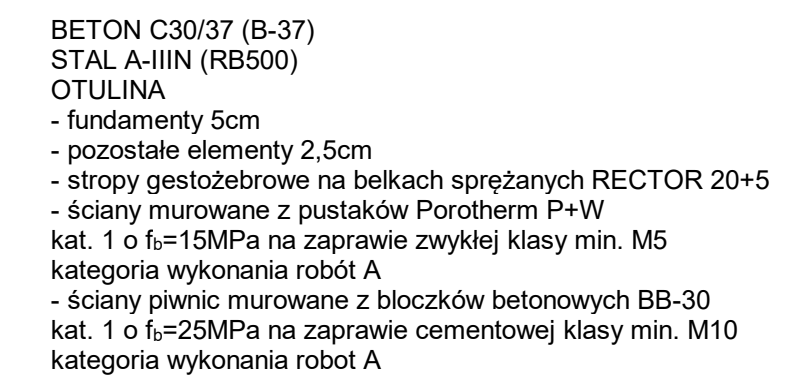 BETON C30/37 (B-37)
STAL A-IIIN (RB500)
OTULINA
- fundamenty 5cm
- pozostałe elementy 2,5cm
- stropy gestożebrowe na belkach sprężanych RECTOR 20+5
- ściany murowane z pustaków Porotherm P+W
kat. 1 o fb=15MPa na zaprawie zwykłej klasy min. M5
kategoria wykonania robót A
- ściany piwnic murowane z bloczków betonowych BB-30
kat. 1 o fb=25MPa na zaprawie cementowej klasy min. M10
kategoria wykonania robot A